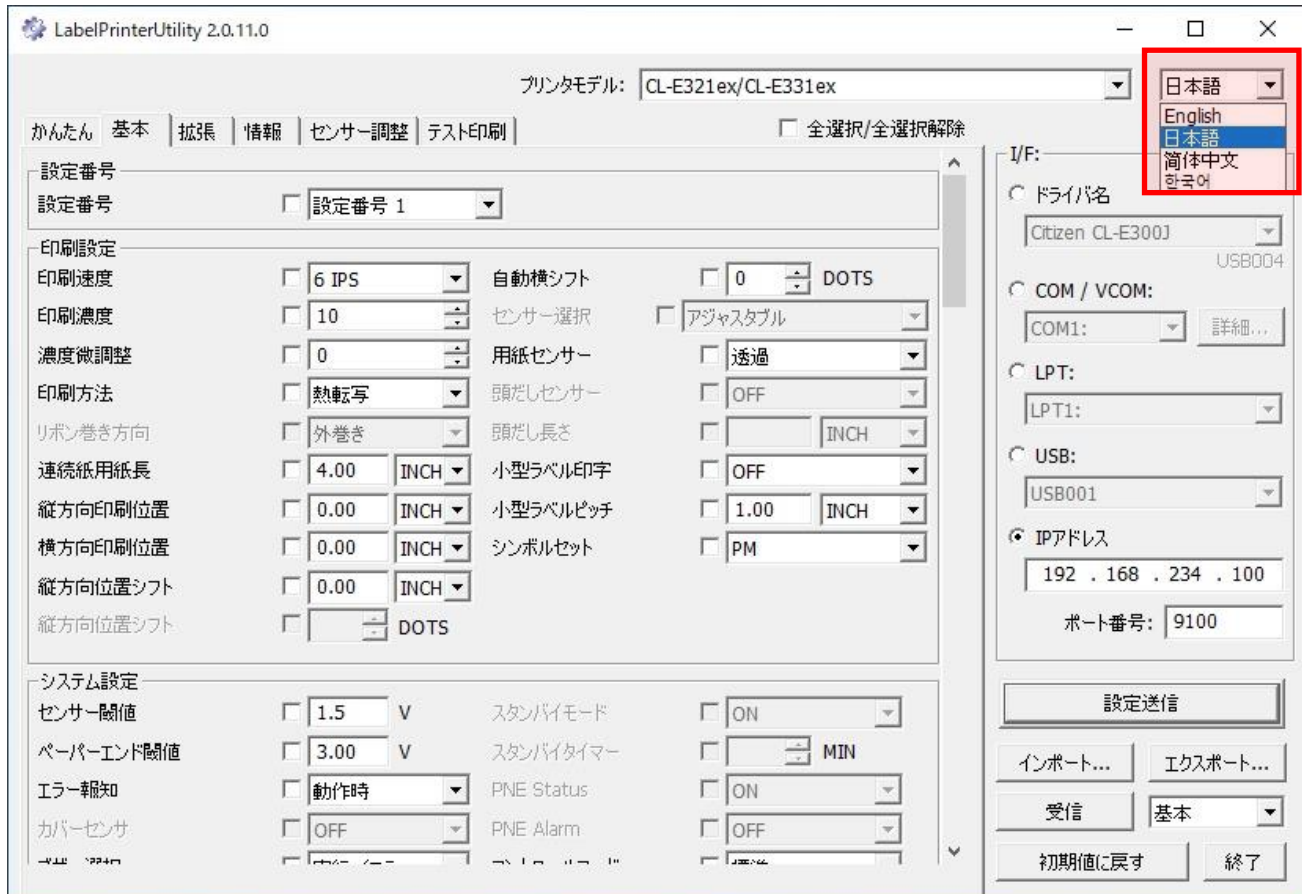 LabelPrinterUtility 2.0.11.0
プリンタモデル: CL-E321ex/CL-E331ex 日本語
English
日本語
简体中文
한국어
かんたん 基本 拡張 情報 センサー調整 テスト印刷 全選択/全選択解除
設定番号
設定番号 設定番号 1
印刷設定
印刷速度 6 IPS 自動横シフト 0 DOTS
印刷濃度 10 センサー選択 アジャスタブル
濃度微調整 0 用紙センサー 透過
印刷方法 熱転写 頭だしセンサー OFF
リボン巻き方向 外巻き 頭だし長さ INCH
連続紙用紙長 4.00 INCH 小型ラベル印字 OFF
縦方向印刷位置 0.00 INCH 小型ラベルピッチ 1.00 INCH
横方向印刷位置 0.00 INCH シンボルセット PM
縦方向位置シフト 0.00 INCH
縦方向位置シフト DOTS
システム設定
センサー閾値 1.5 V スタンバイモード ON
ペーパーエンド閾値 3.00 V スタンバイタイマー MIN
エラー報知 動作時 PNE Status ON
カバーセンサ OFF PNE Alarm OFF
I/F:
ドライバ名
Citizen CL-E300J
USB004
COM / VCOM:
COM1: 詳細...
LPT:
LPT1:
USB:
USB001
IPアドレス
192 . 168 . 234 . 100
ポート番号: 9100
設定送信
インポート... エクスポート...
受信 基本
初期値に戻す 終了